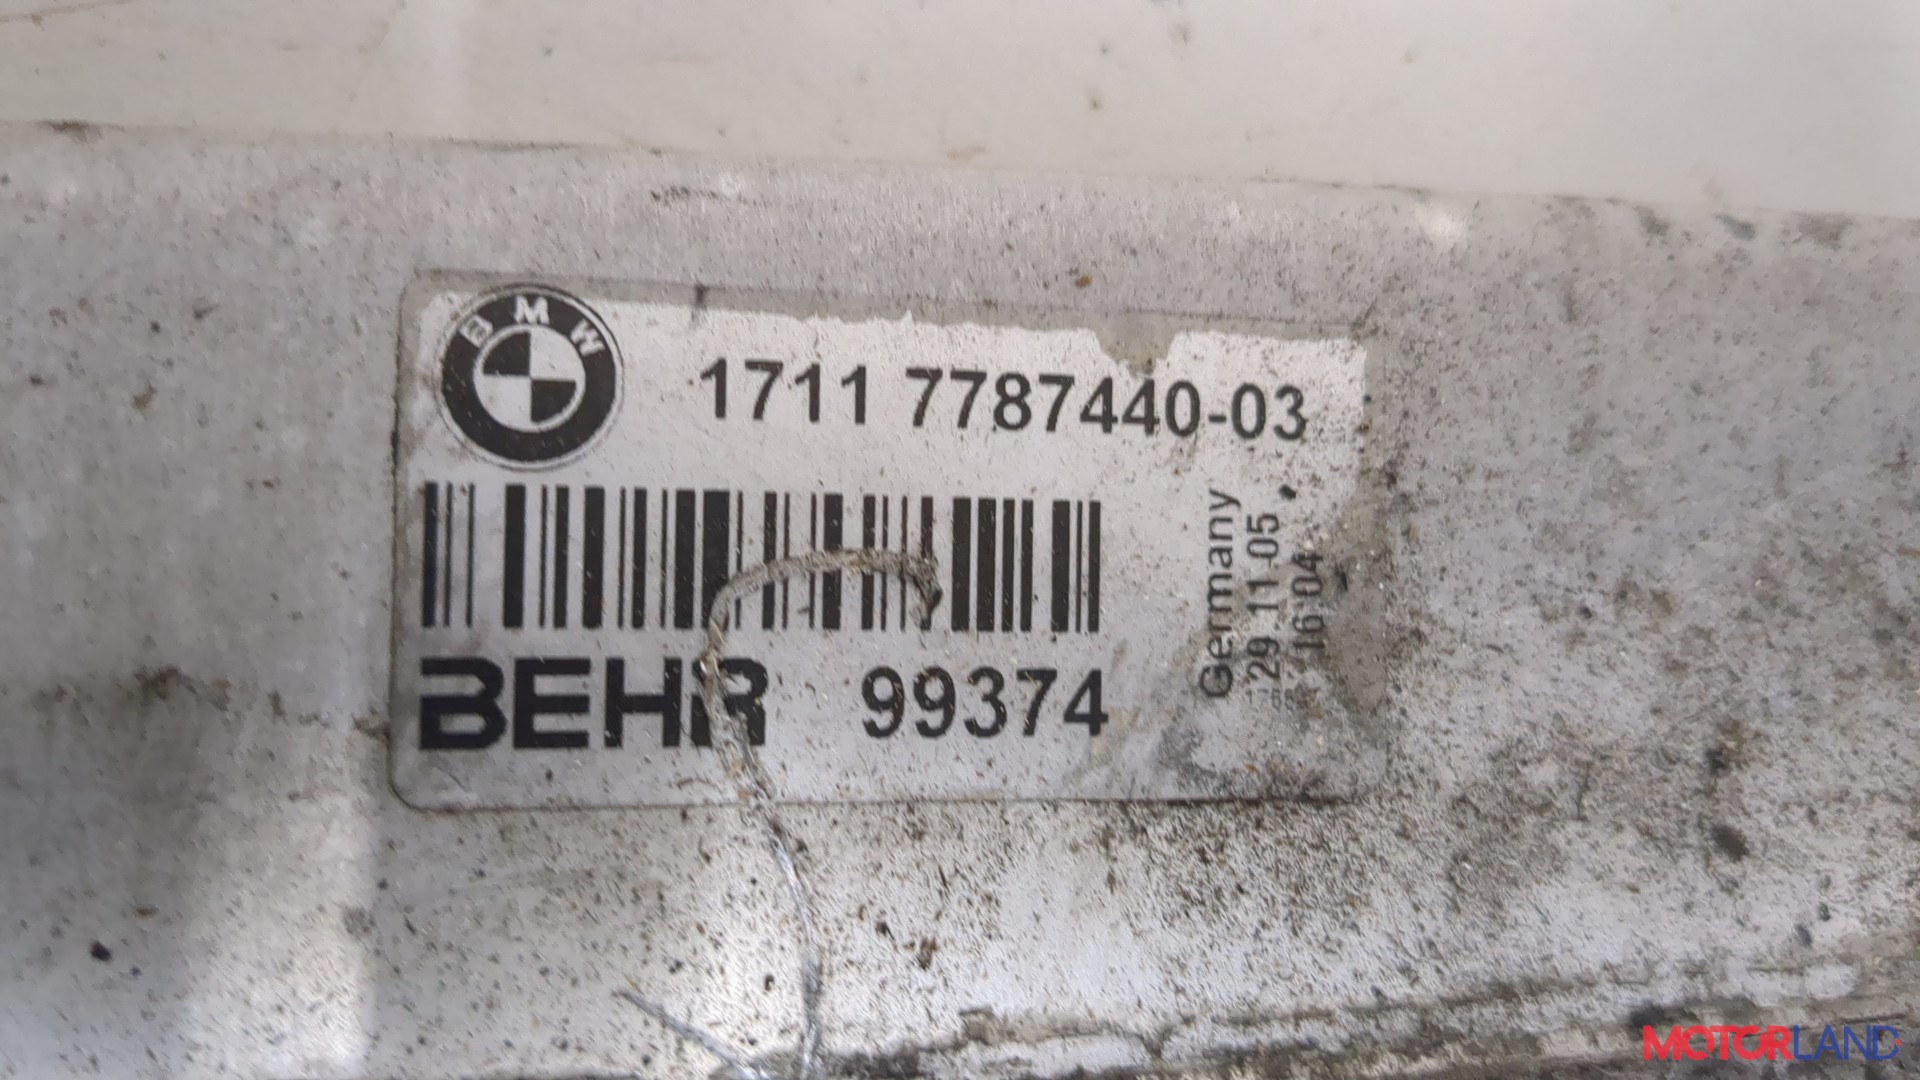 BMW
1711 7787440-03
Germany
29.11.05
16:04
BEHR 99374
MOTORLAND